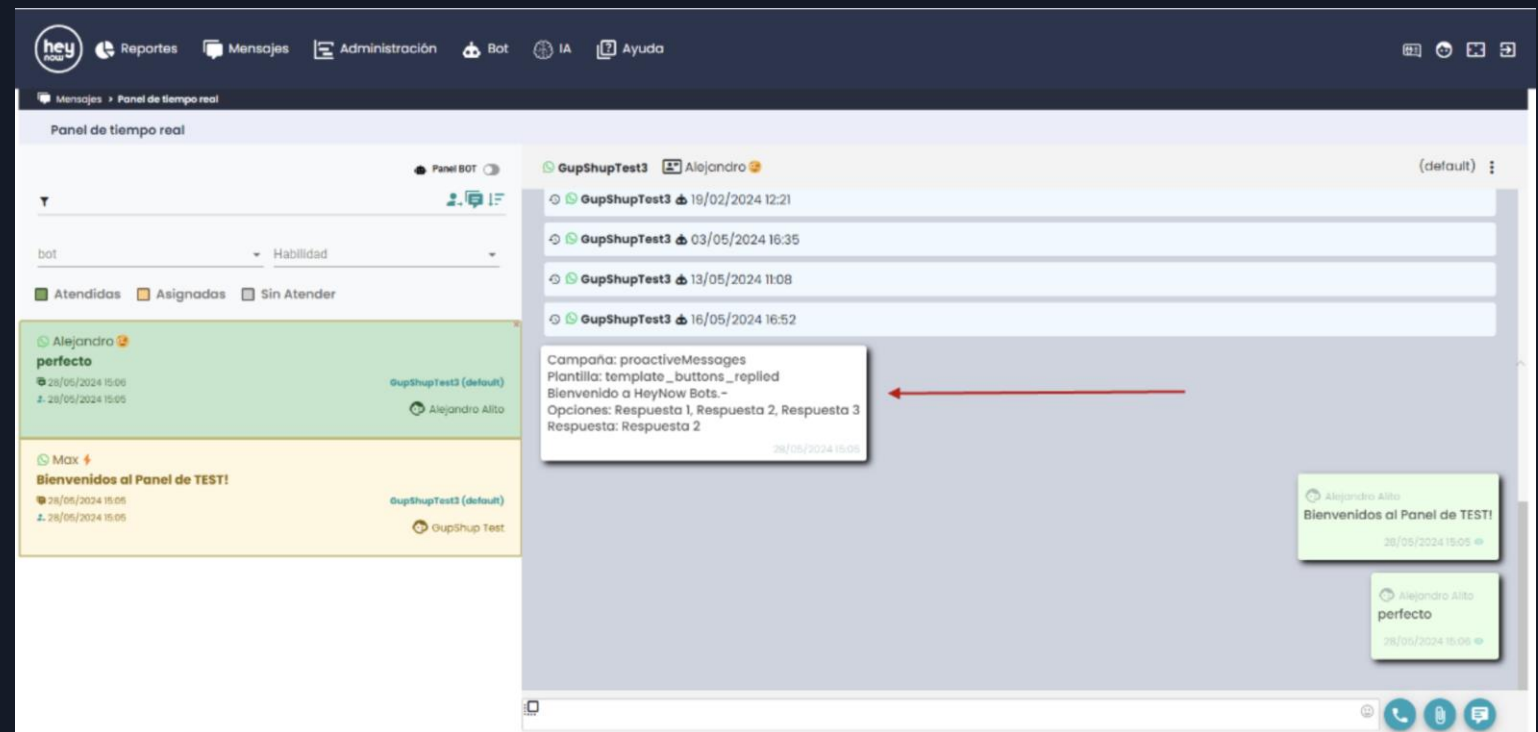 hey now
Reportes Mensajes Administración Bot IA Ayuda
Mensajes > Panel de tiempo real
Panel de tiempo real
Panel BOT
bot Habilidad
Atendidas Asignadas Sin Atender
Alejandro
perfecto
28/05/2024 15:06 GupShupTest3 (default)
28/05/2024 15:05 Alejandro Alito
Max
Bienvenidos al Panel de TEST!
28/05/2024 15:05 GupShupTest3 (default)
28/05/2024 15:05 GupShup Test
GupShupTest3 Alejandro (default)
GupShupTest3 19/02/2024 12:21
GupShupTest3 03/05/2024 16:35
GupShupTest3 13/05/2024 11:08
GupShupTest3 16/05/2024 16:52
Campaña: proactiveMessages
Plantilla: template_buttons_replied
Bienvenido a HeyNow Bots.-
Opciones: Respuesta 1, Respuesta 2, Respuesta 3
Respuesta: Respuesta 2
28/05/2024 15:05
Alejandro Alito
Bienvenidos al Panel de TEST!
28/05/2024 15:05
Alejandro Alito
perfecto
28/05/2024 15:06